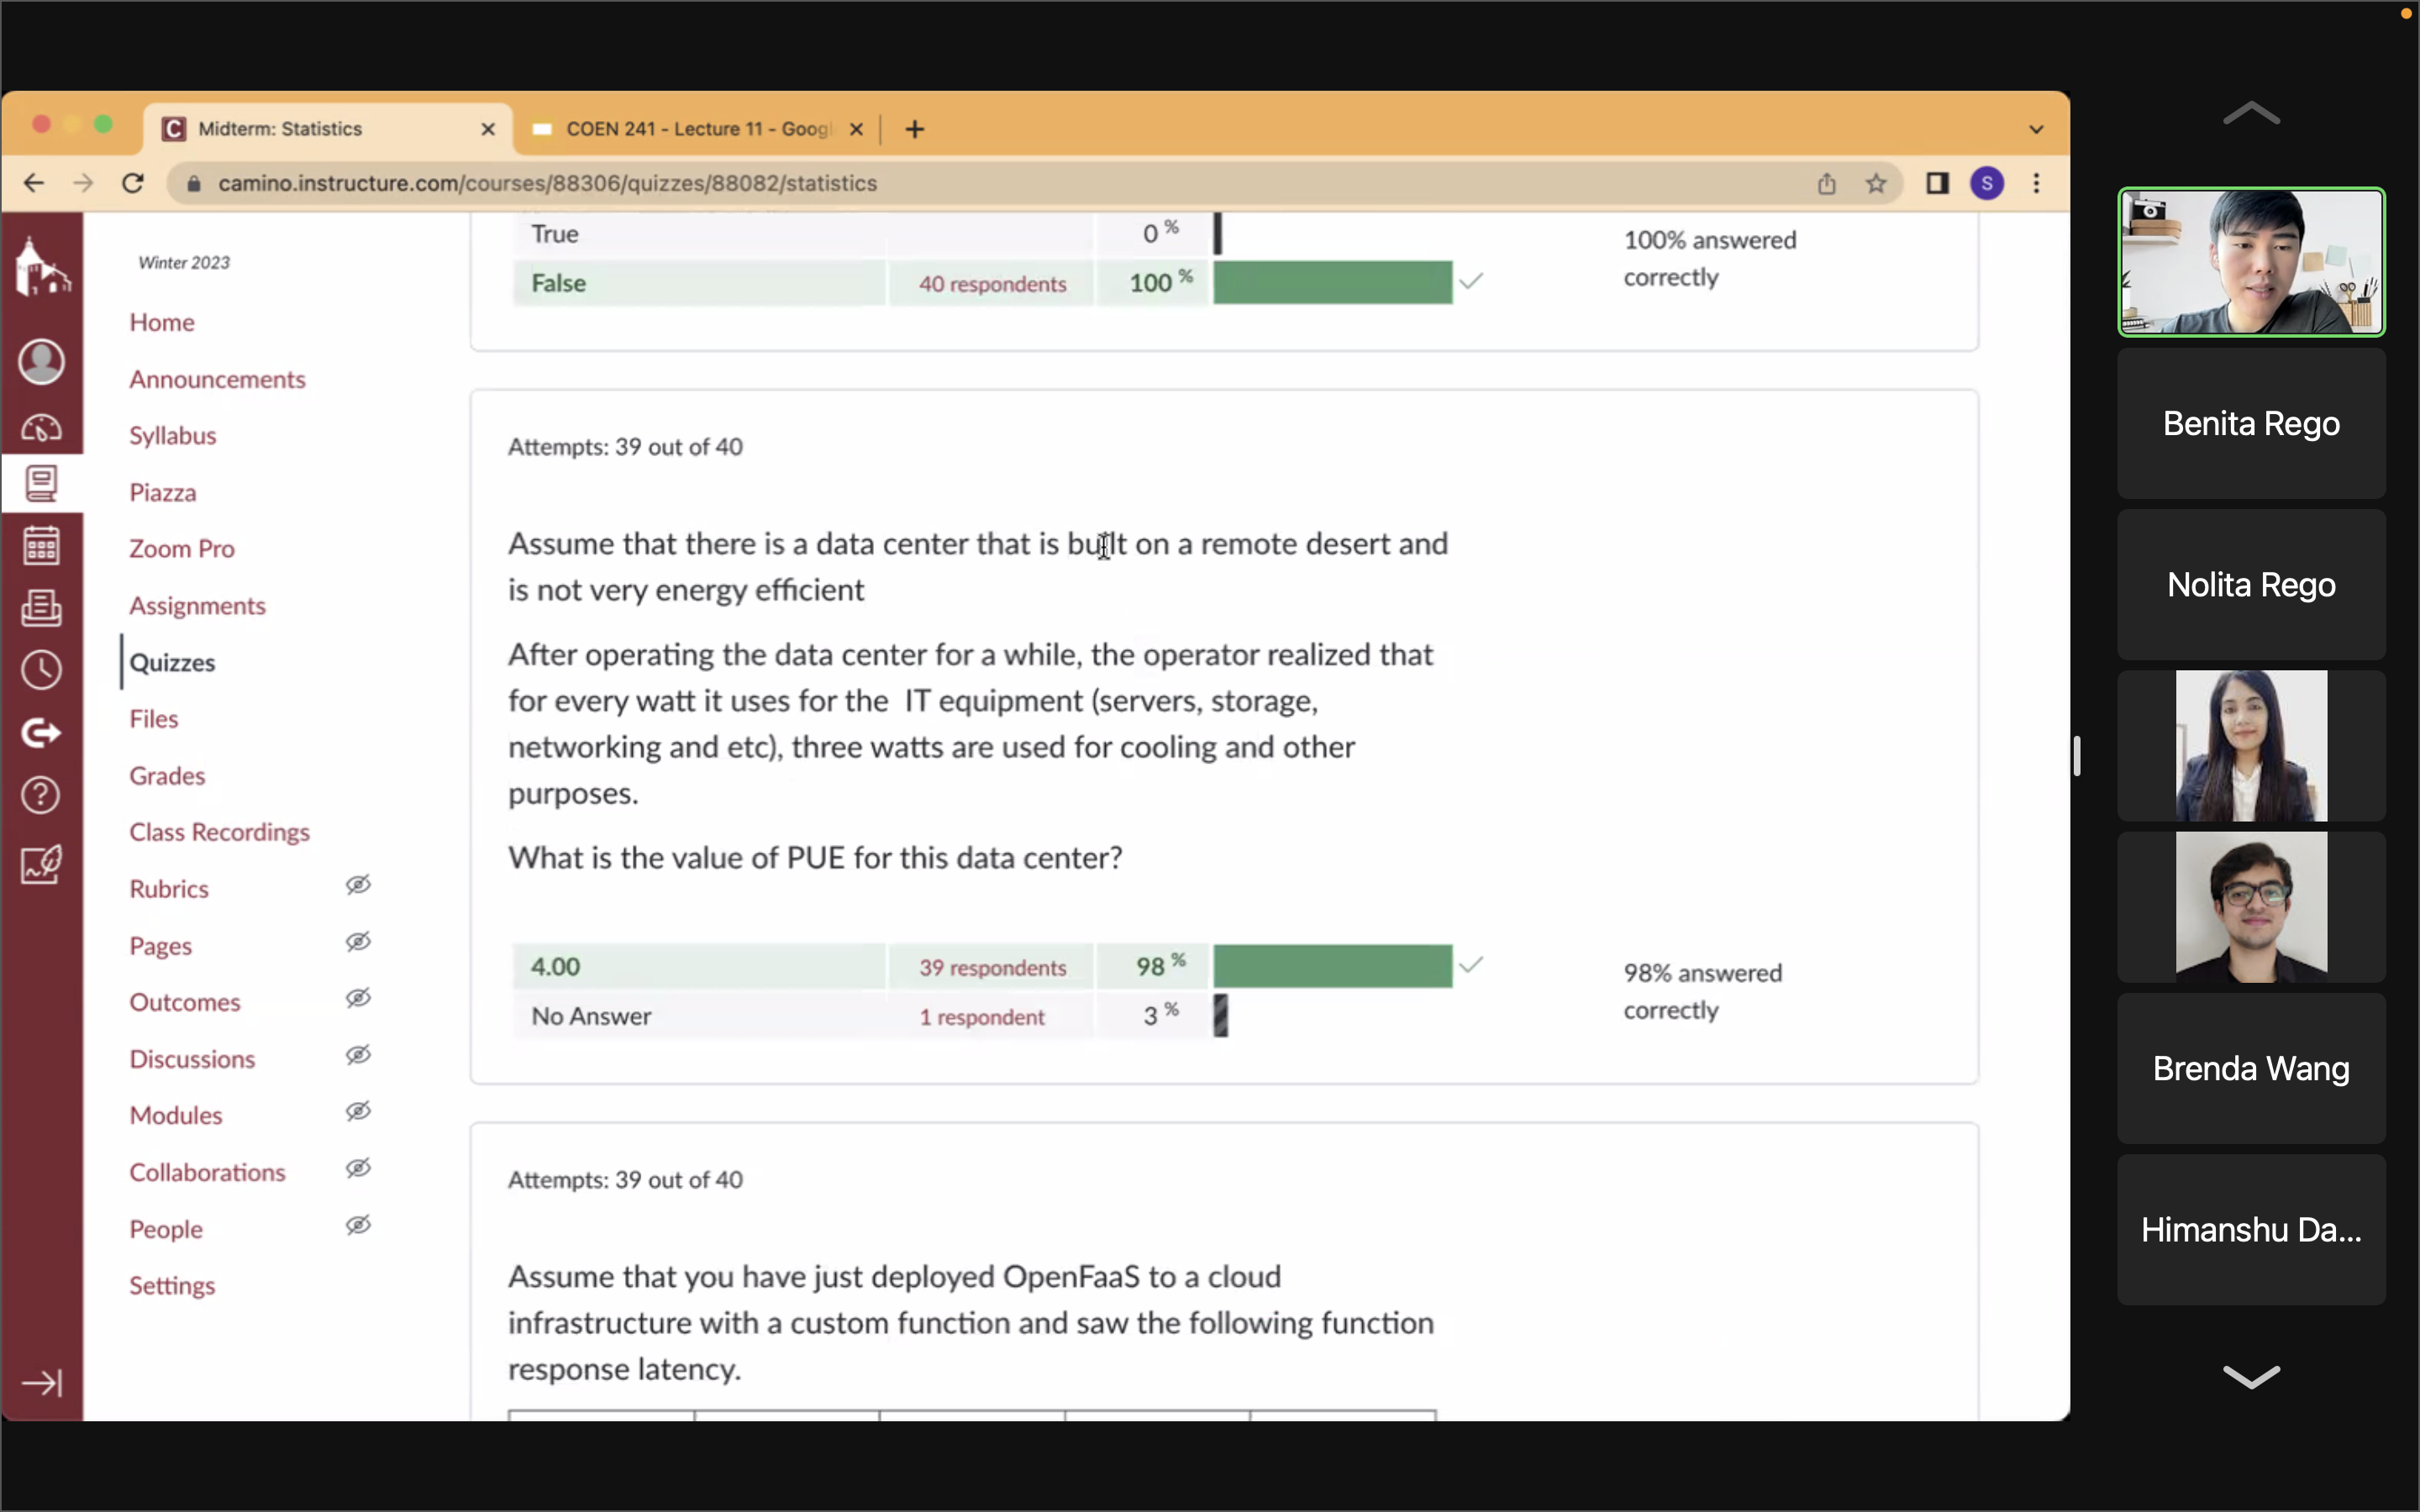 Midterm: Statistics
COEN 241 - Lecture 11 - Goog
camino.instructure.com/courses/88306/quizzes/88082/statistics
S
Winter 2023
Home
Announcements
Syllabus
Piazza
Zoom Pro
Assignments
Quizzes
Files
Grades
Class Recordings
Rubrics
Pages
Outcomes
Discussions
Modules
Collaborations
People
Settings
True 0 %
False 40 respondents 100 %
100% answered
correctly
Attempts: 39 out of 40
Assume that there is a data center that is built on a remote desert and
is not very energy efficient
After operating the data center for a while, the operator realized that
for every watt it uses for the IT equipment (servers, storage,
networking and etc), three watts are used for cooling and other
purposes.
What is the value of PUE for this data center?
4.00 39 respondents 98 %
No Answer 1 respondent 3 %
98% answered
correctly
Attempts: 39 out of 40
Assume that you have just deployed OpenFaaS to a cloud
infrastructure with a custom function and saw the following function
response latency.
Benita Rego
Nolita Rego
Brenda Wang
Himanshu Da...